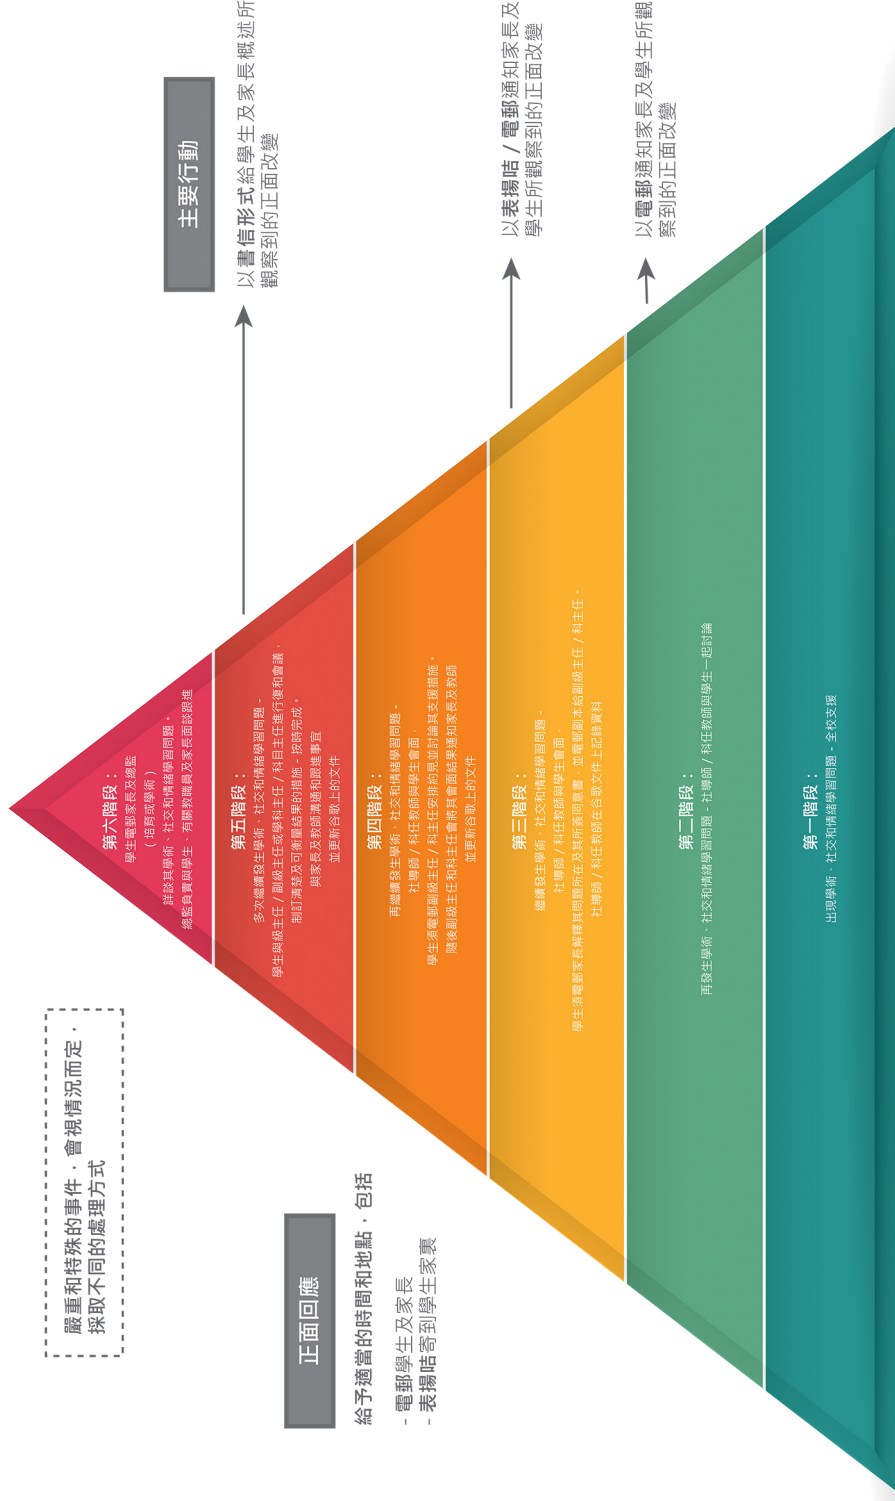 嚴重和特殊的事件，會視情況而定，
採取不同的處理方式
主要行動
以書信形式給學生及家長概述所
觀察到的正面改變
以表揚咭 / 電郵通知家長及
學生所觀察到的正面改變
以電郵通知家長及學生所觀
察到的正面改變
正面回應
給予適當的時間和地點，包括
- 電郵學生及家長
- 表揚咭寄到學生家裏
第六階段：
學生電郵家長及總監
（ 培育或學術 ）
詳談其學術、社交和情緒學習問題。
總監負責與學生、有關教職員及家長面談跟進
第五階段：
多次繼續發生學術、社交和情緒學習問題 -
學生與級主任 / 副級主任或學科主任 / 科目主任進行復和會議，
制訂清楚及可衡量結果的措施，按時完成。
與家長及教師溝通和跟進事宜
並更新谷歌上的文件
第四階段：
再繼續發生學術、社交和情緒學習問題 -
社導師 / 科任教師與學生會面，
學生須電郵副級主任 / 科主任安排約見並討論其支援措施。
隨後副級主任和科主任會將其會面結果通知家長及教師
並更新谷歌上的文件
第三階段：
繼續發生學術、社交和情緒學習問題 -
社導師 / 科任教師與學生會面，
學生須電郵家長解釋其問題所在及其所簽同意書，並電郵副本給副級主任 / 科主任。
社導師 / 科任教師在谷歌文件上記錄資料
第二階段：
再發生學術、社交和情緒學習問題 - 社導師 / 科任教師與學生一起討論
第一階段：
出現學術、社交和情緒學習問題 - 全校支援